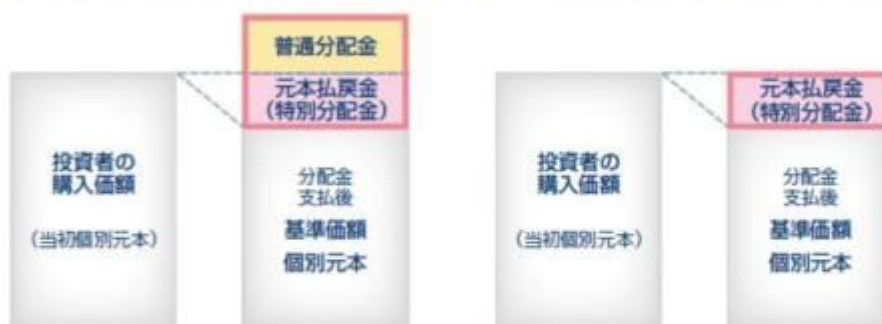 普通分配金
元本払戻金
(特別分配金)
投資者の
購入価額
(当初個別元本)
分配金
支払後
基準価額
個別元本
元本払戻金
(特別分配金)
投資者の
購入価額
(当初個別元本)
分配金
支払後
基準価額
個別元本